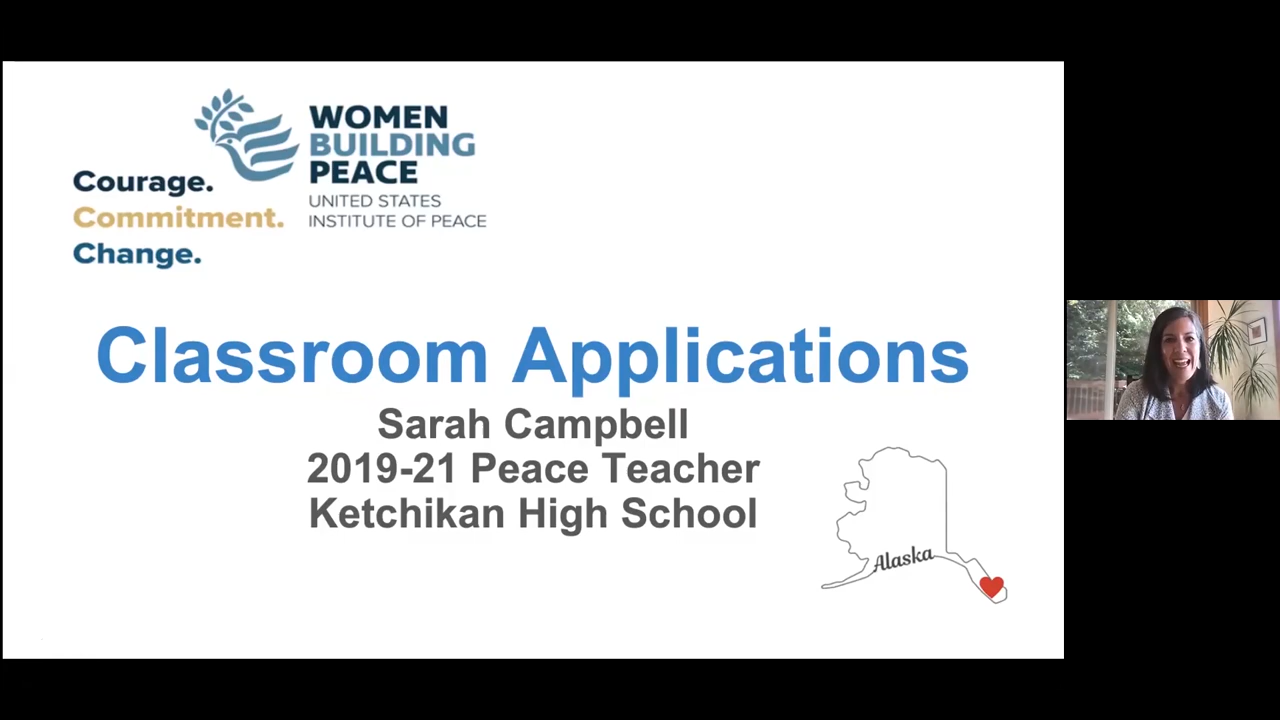 WOMEN
BUILDING
PEACE
UNITED STATES
INSTITUTE OF PEACE
Courage.
Commitment.
Change.
Classroom Applications
Sarah Campbell
2019-21 Peace Teacher
Ketchikan High School
Alaska